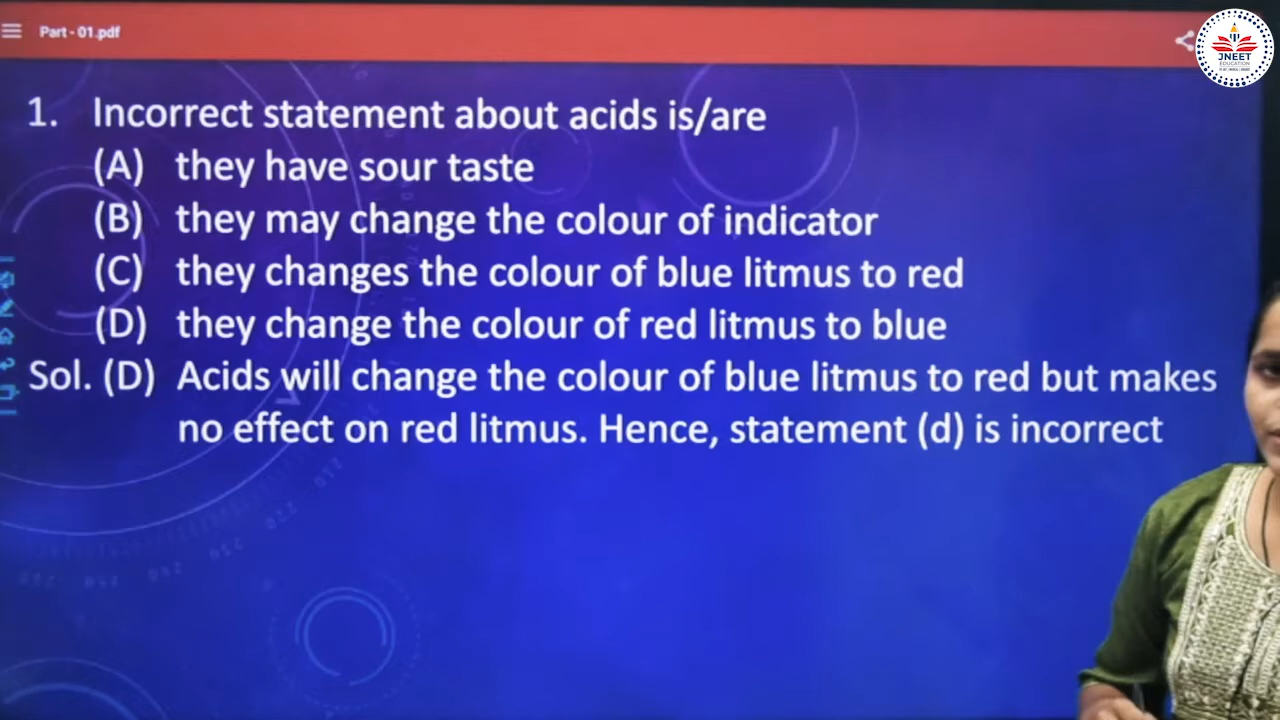 Part - 01.pdf
JNEET
EDUCATION
1. Incorrect statement about acids is/are
(A) they have sour taste
(B) they may change the colour of indicator
(C) they changes the colour of blue litmus to red
(D) they change the colour of red litmus to blue
Sol. (D) Acids will change the colour of blue litmus to red but makes
no effect on red litmus. Hence, statement (d) is incorrect